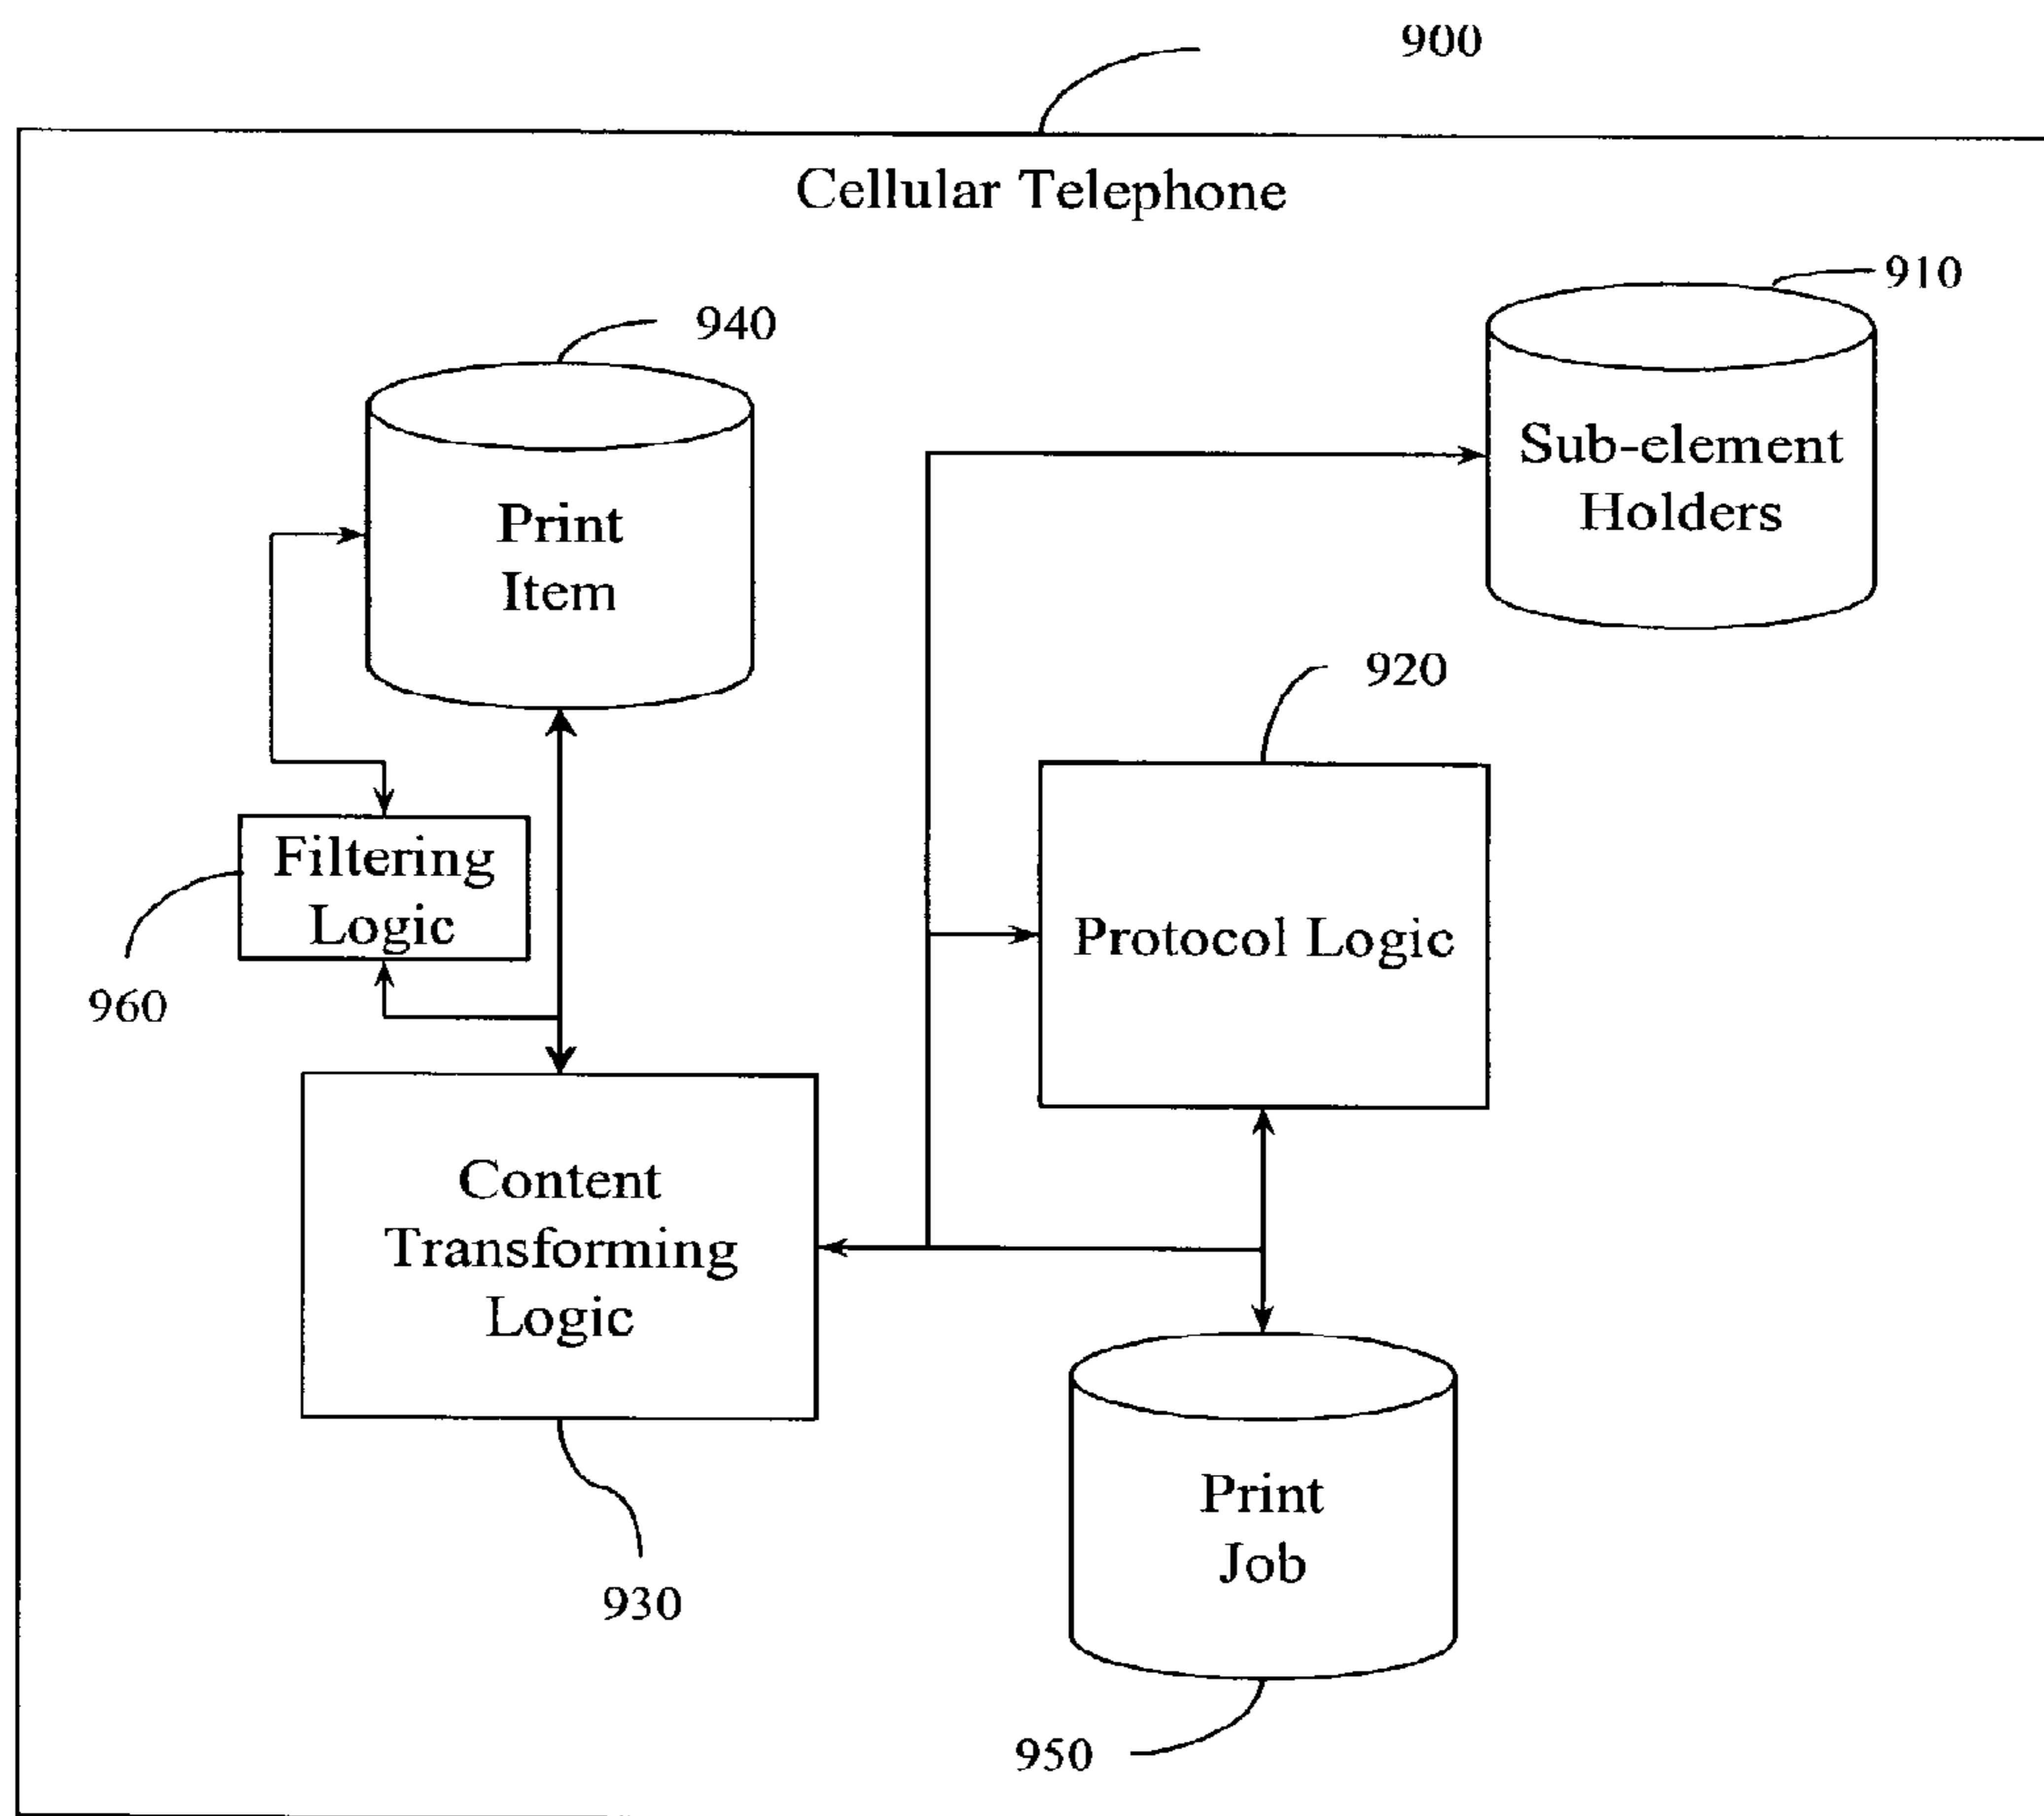 900
Cellular Telephone
910
940
Sub-element
Holders
Print
Item
920
Filtering
Logic
Protocol Logic
960
Content
Transforming
Logic
Print
Job
930
950